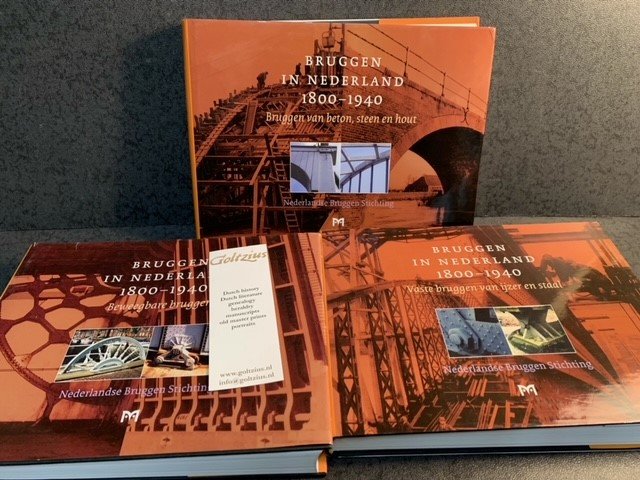 BRUGGEN
IN NEDERLAND
1800–1940
Bruggen van beton, steen en hout
Nederlandse Bruggen Stichting
BRUGGEN
IN NEDERLA
1800–1940
Beweegbare bruggen
Nederlandse Bruggen Stichting
Goltzius
Dutch history
Dutch literature
genealogy
heraldry
manuscripts
old master prints
portraits
www.goltzius.nl
info@goltzius.nl
BRUGGEN
IN NEDERLAND
1800–1940
Vaste bruggen van ijzer en staal
Nederlandse Bruggen Stichting